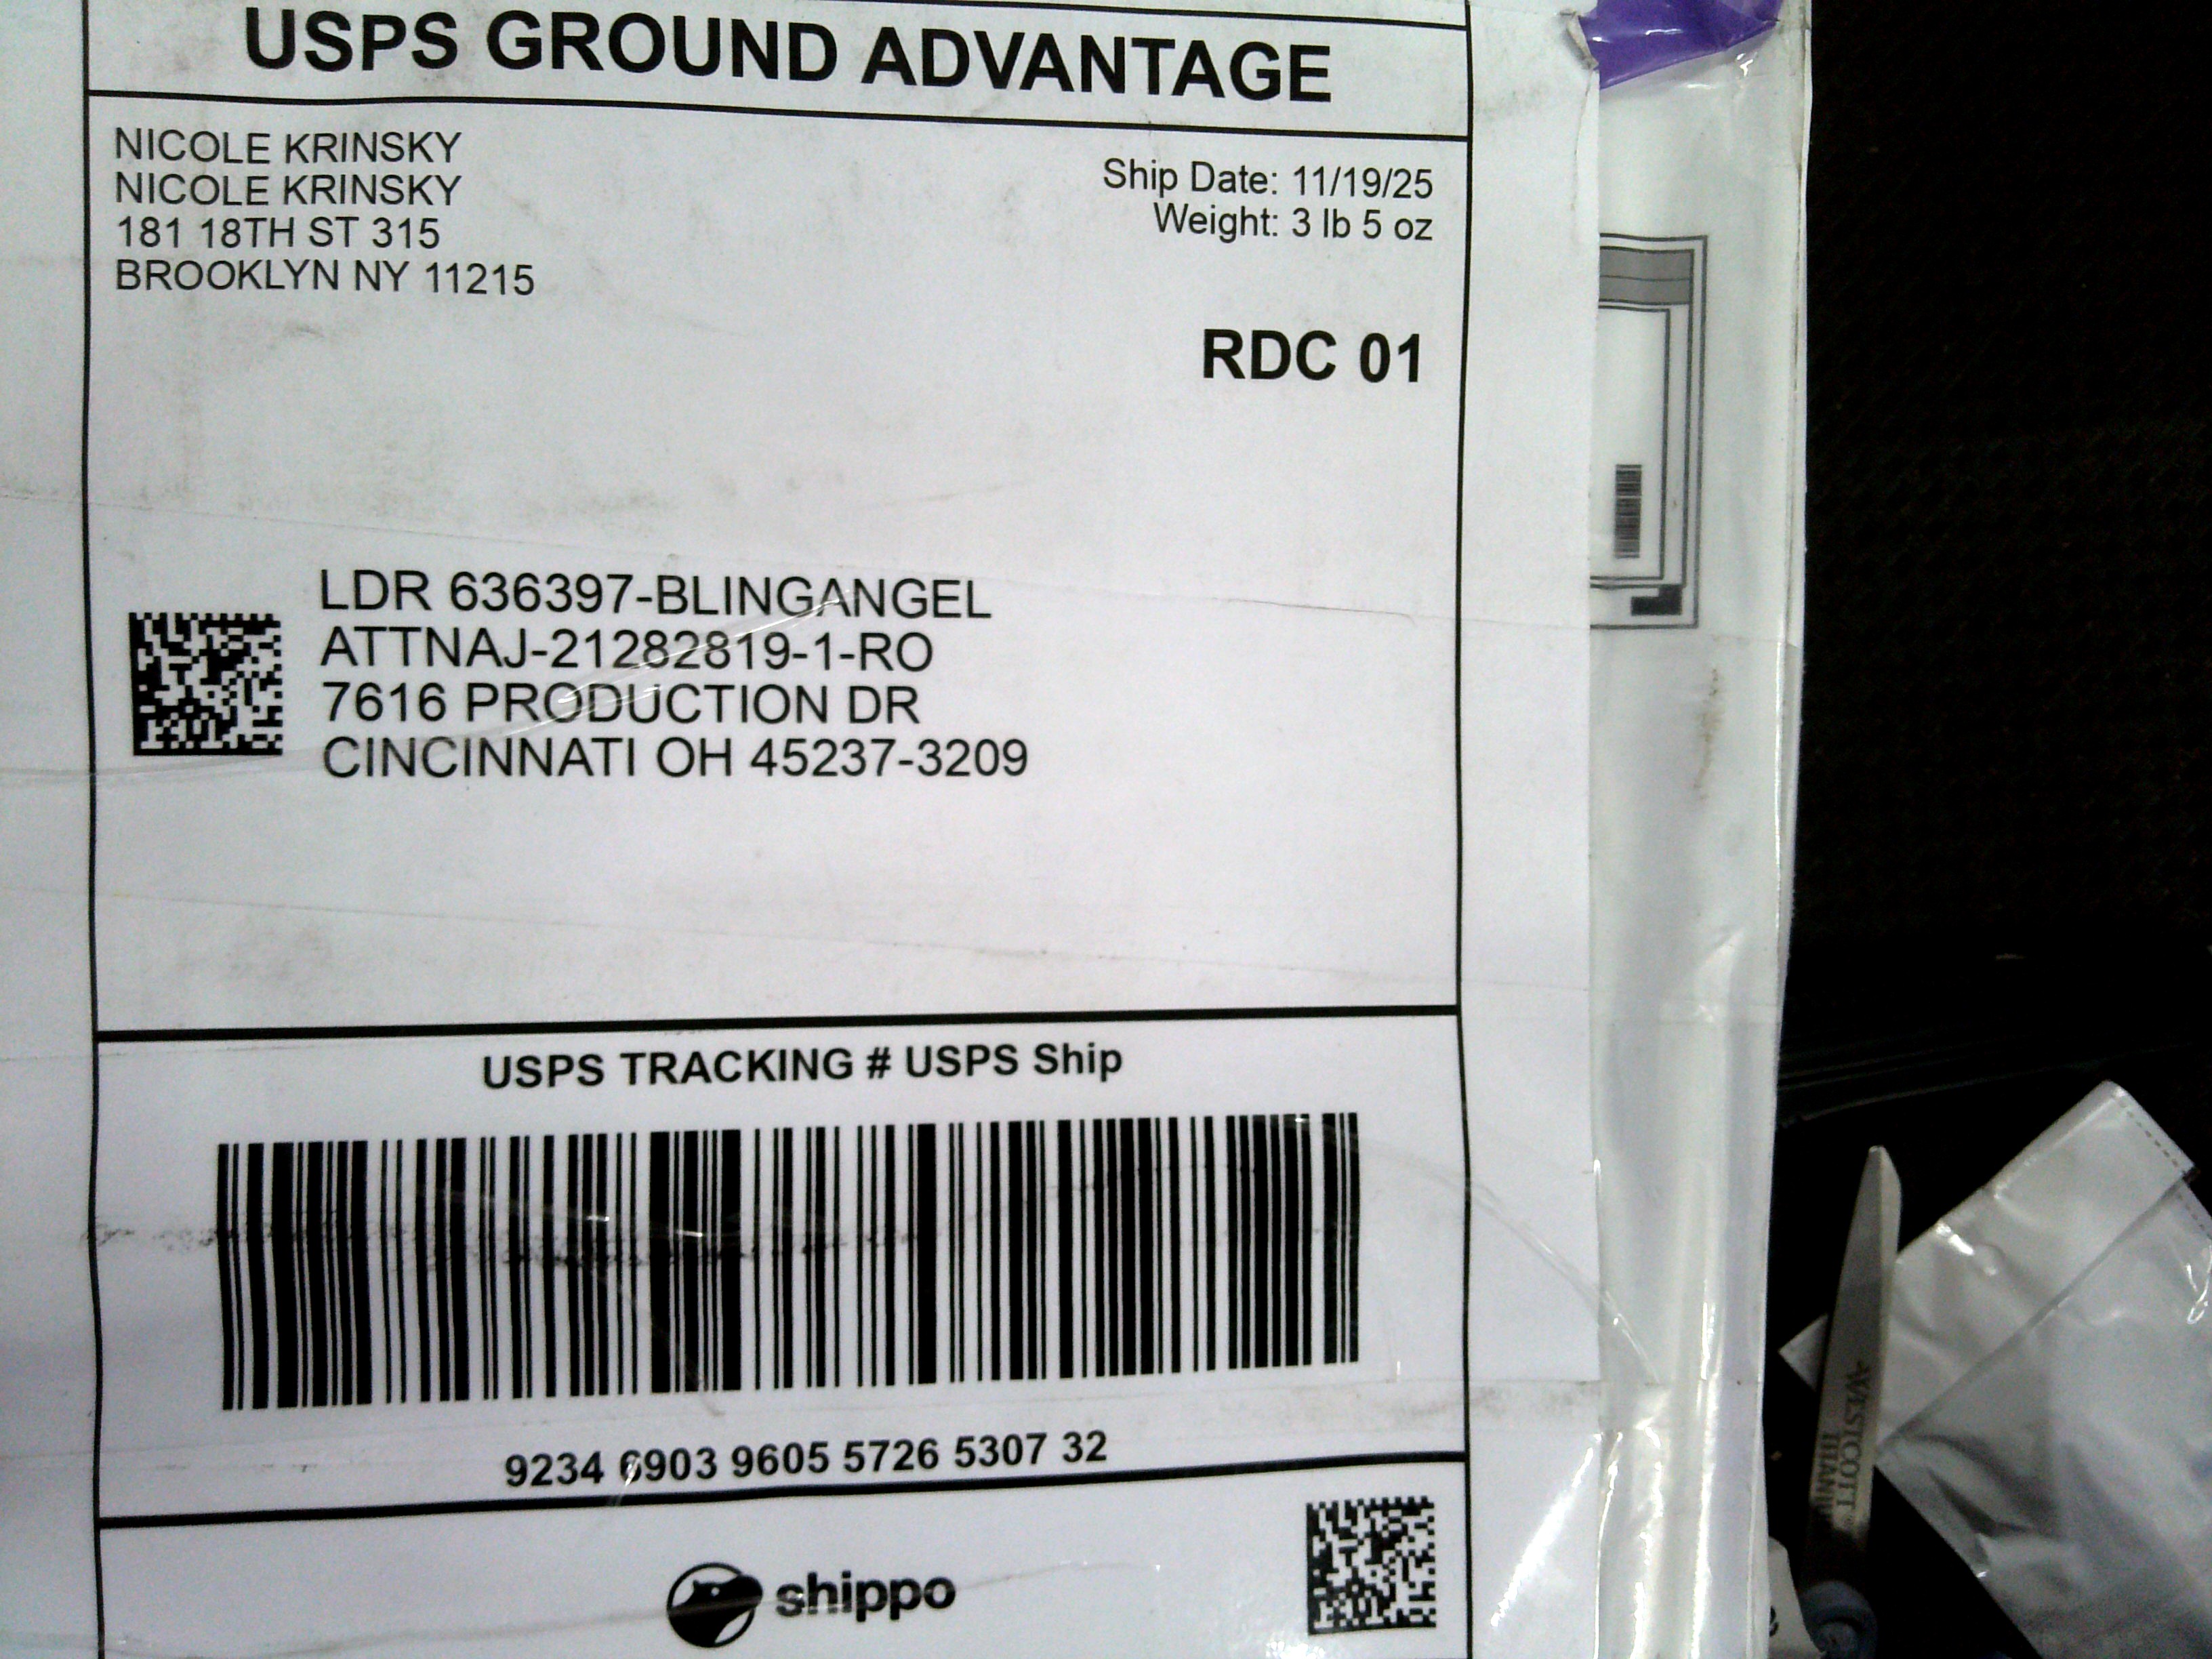 USPS GROUND ADVANTAGE
NICOLE KRINSKY
NICOLE KRINSKY
181 18TH ST 315
BROOKLYN NY 11215
Ship Date: 11/19/25
Weight: 3 lb 5 oz
RDC 01
LDR 636397-BLINGANGEL
ATTNAJ-21282819-1-RO
7616 PRODUCTION DR
CINCINNATI OH 45237-3209
USPS TRACKING # USPS Ship
9234 6903 9605 5726 5307 32
shippo
WESTCOTT